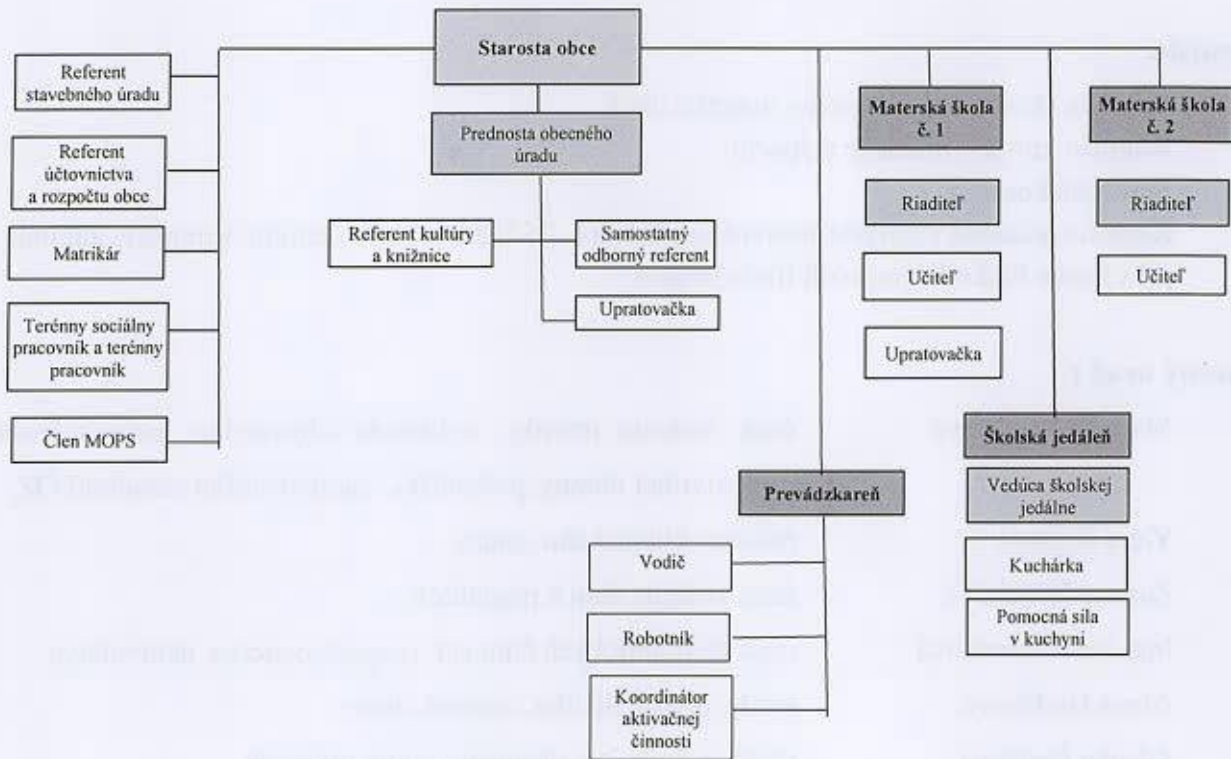 Starosta obce
Referent
stavebného úradu
Referent
účtovníctva
a rozpočtu obce
Matrikár
Terénny sociálny
pracovník a terénny
pracovník
Člen MOPS
Prednosta obecného
úradu
Referent kultúry
a knižnice
Samostatný
odborný referent
Upratovačka
Materská škola
č. 1
Riaditeľ
Učiteľ
Upratovačka
Materská škola
č. 2
Riaditeľ
Učiteľ
Školská jedáleň
Vedúca školskej
jedálne
Kuchárka
Pomocná sila
v kuchyni
Prevádzkareň
Vodič
Robotník
Koordinátor
aktivačnej
činnosti